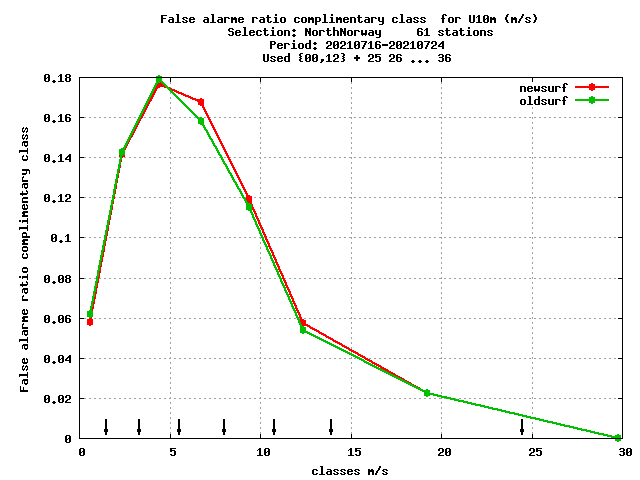 False alarme ratio complimentary class  for U10m (m/s)
Selection: NorthNorway     61 stations
Period: 20210716-20210724
Used {00,12} + 25 26 ... 36
newsurf
oldsurf
False alarme ratio complimentary class
0.18
0.16
0.14
0.12
0.1
0.08
0.06
0.04
0.02
0
0 5 10 15 20 25 30
classes m/s